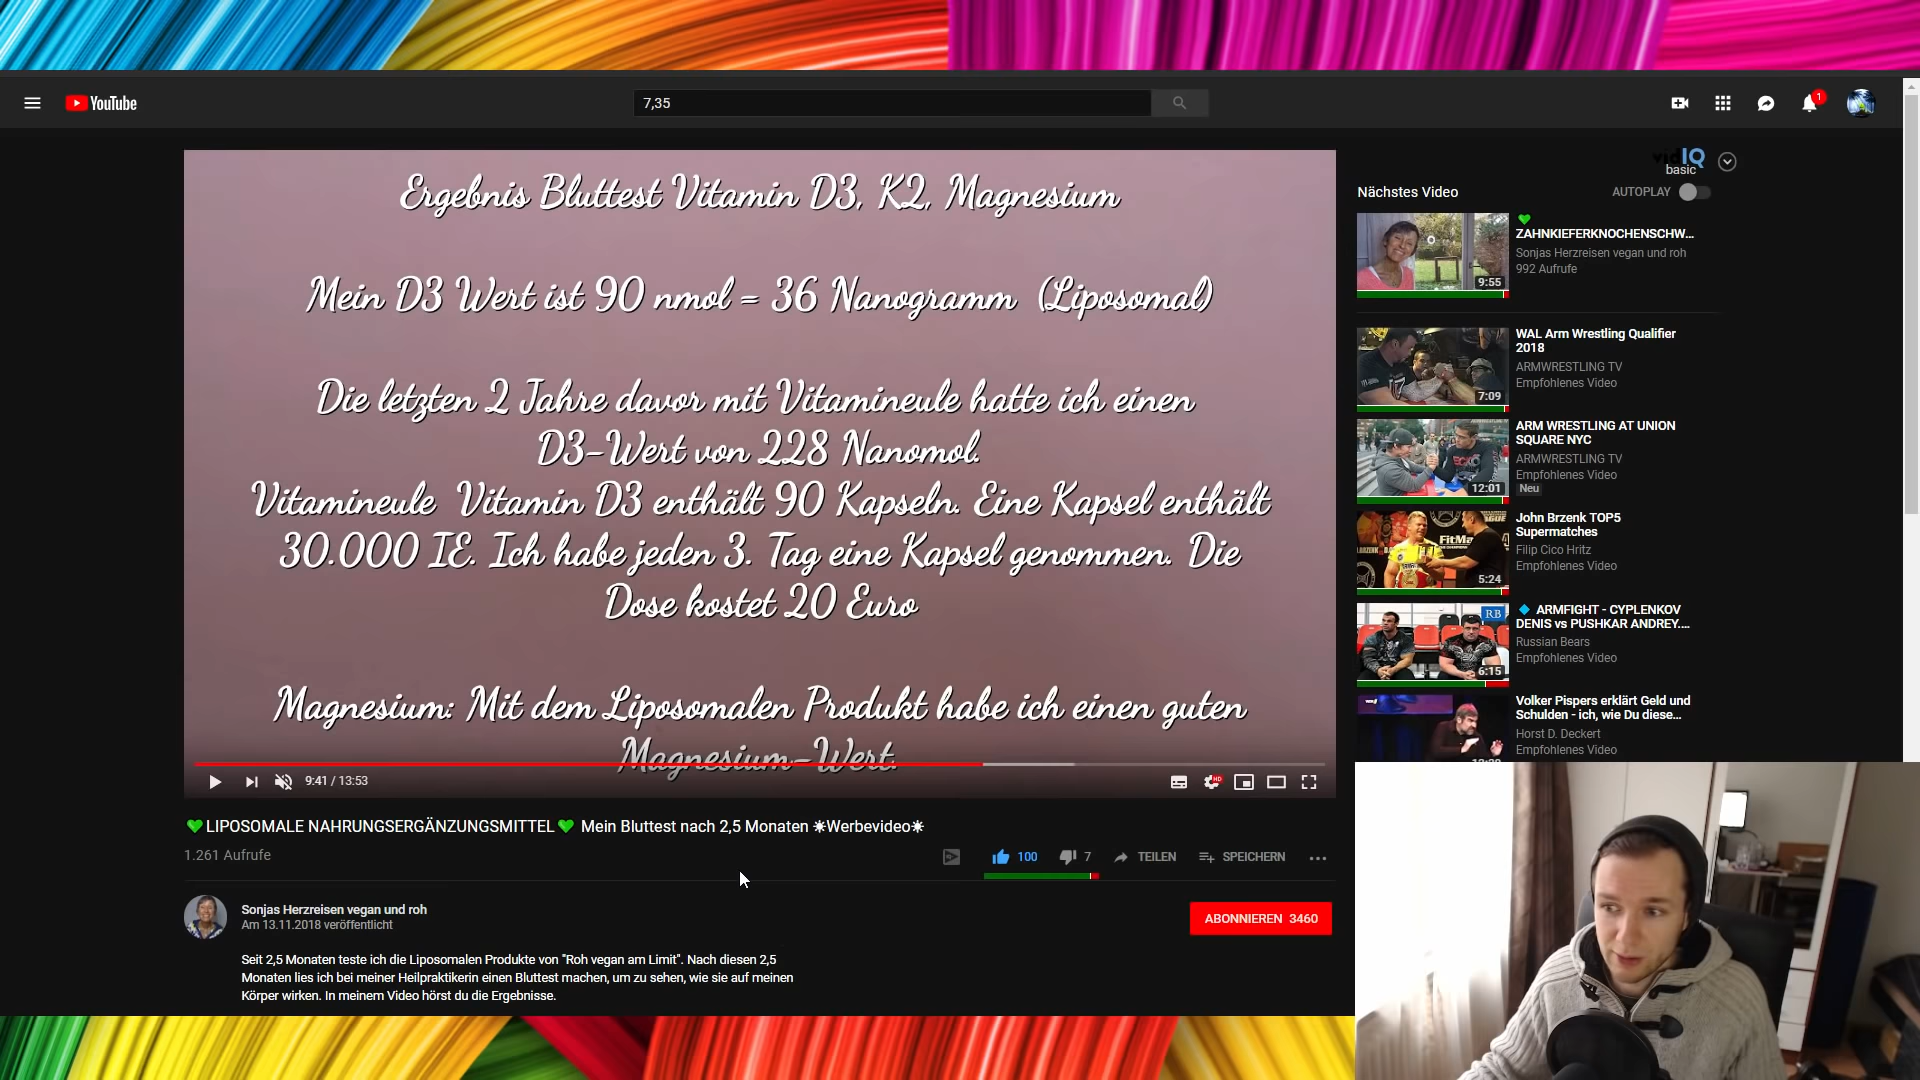 YouTube
7,35
1
Ergebnis Bluttest Vitamin D3, K2, Magnesium
Mein D3 Wert ist 90 nmol = 36 Nanogramm (Liposomal)
Die letzten 2 Jahre davor mit Vitamineule hatte ich einen
D3-Wert von 228 Nanomol.
Vitamineule Vitamin D3 enthält 90 Kapseln. Eine Kapsel enthält
30.000 IE. Ich habe jeden 3. Tag eine Kapsel genommen. Die
Dose kostet 20 Euro
Magnesium: Mit dem Liposomalen Produkt habe ich einen guten
Magnesium-Wert.
9:41 / 13:53
HD
LIPOSOMALE NAHRUNGSERGÄNZUNGSMITTEL Mein Bluttest nach 2,5 Monaten ☀Werbevideo☀
1.261 Aufrufe
100
7
TEILEN
SPEICHERN
Sonjas Herzreisen vegan und roh
Am 13.11.2018 veröffentlicht
ABONNIEREN 3460
Seit 2,5 Monaten teste ich die Liposomalen Produkte von "Roh vegan am Limit". Nach diesen 2,5
Monaten lies ich bei meiner Heilpraktikerin einen Bluttest machen, um zu sehen, wie sie auf meinen
Körper wirken. In meinem Video hörst du die Ergebnisse.
vidIQ
basic
Nächstes Video
AUTOPLAY
ZAHNKIEFERKNOCHENSCHW...
Sonjas Herzreisen vegan und roh
992 Aufrufe
9:55
WAL Arm Wrestling Qualifier
2018
ARMWRESTLING TV
Empfohlenes Video
7:09
ARM WRESTLING AT UNION
SQUARE NYC
ARMWRESTLING TV
Empfohlenes Video
Neu
12:01
John Brzenk TOP5
Supermatches
Filip Cico Hritz
Empfohlenes Video
5:24
ARMFIGHT - CYPLENKOV
DENIS vs PUSHKAR ANDREY....
Russian Bears
Empfohlenes Video
RB
6:15
Volker Pispers erklärt Geld und
Schulden - ich, wie Du diese...
Horst D. Deckert
Empfohlenes Video